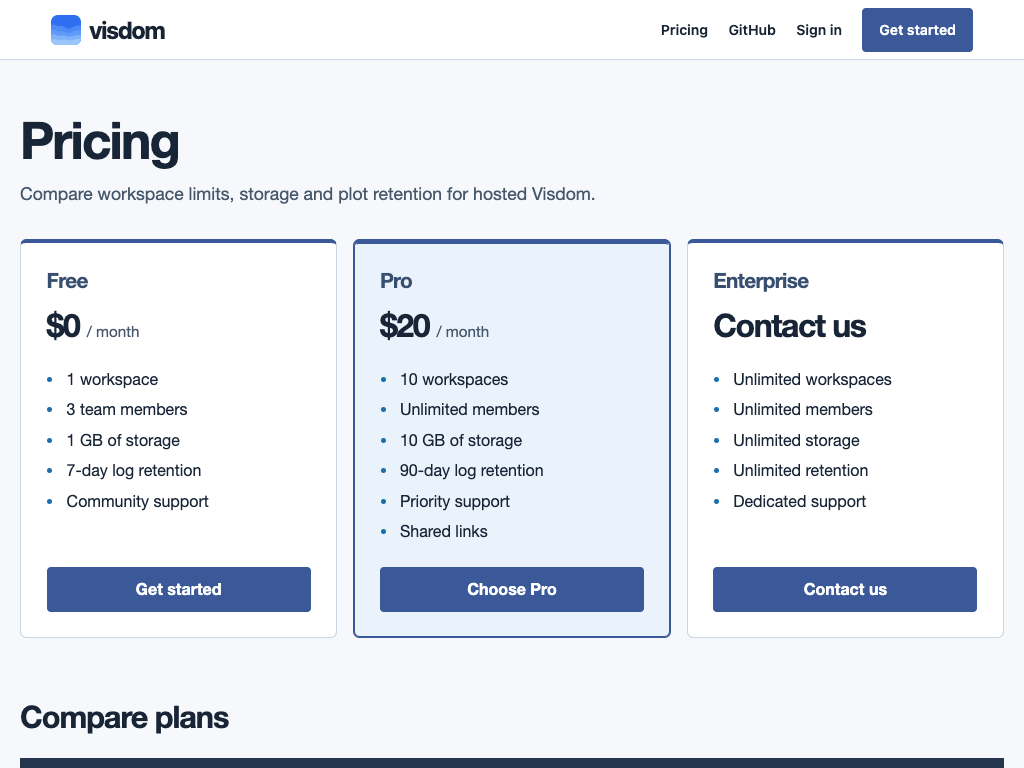 visdom
Pricing GitHub Sign in Get started
Pricing
Compare workspace limits, storage and plot retention for hosted Visdom.
Free
$0 / month
1 workspace
3 team members
1 GB of storage
7-day log retention
Community support
Get started
Pro
$20 / month
10 workspaces
Unlimited members
10 GB of storage
90-day log retention
Priority support
Shared links
Choose Pro
Enterprise
Contact us
Unlimited workspaces
Unlimited members
Unlimited storage
Unlimited retention
Dedicated support
Contact us
Compare plans